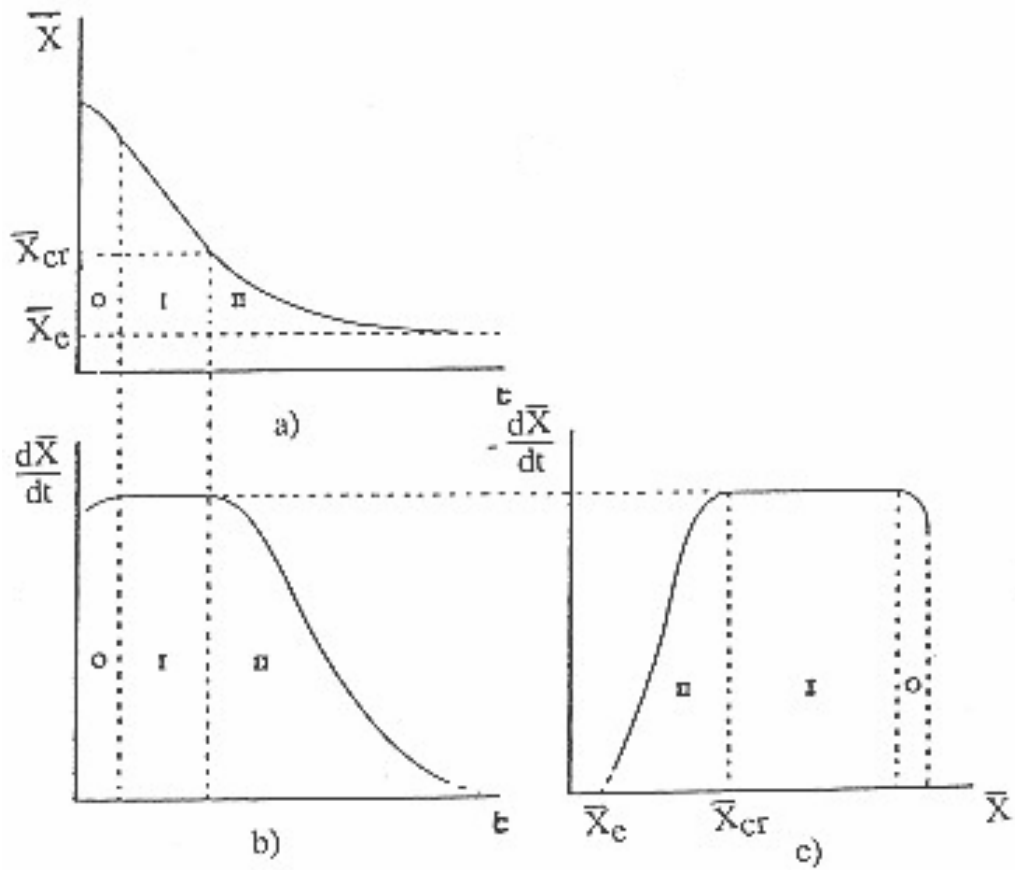 X̅
X̅cr
O I II
X̅e
t
a)
dX̅
dt
O I II
t
b)
- dX̅
dt
II I O
X̅e X̅cr X̅
c)